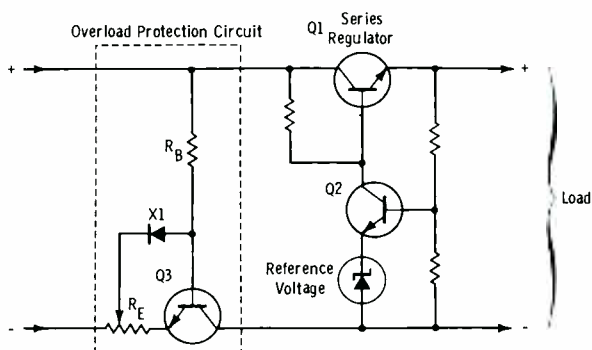 Overload Protection Circuit
Q1
Series
Regulator
+
+
R_B
X1
Q2
Load
Q3
Reference
Voltage
R_E
-
-